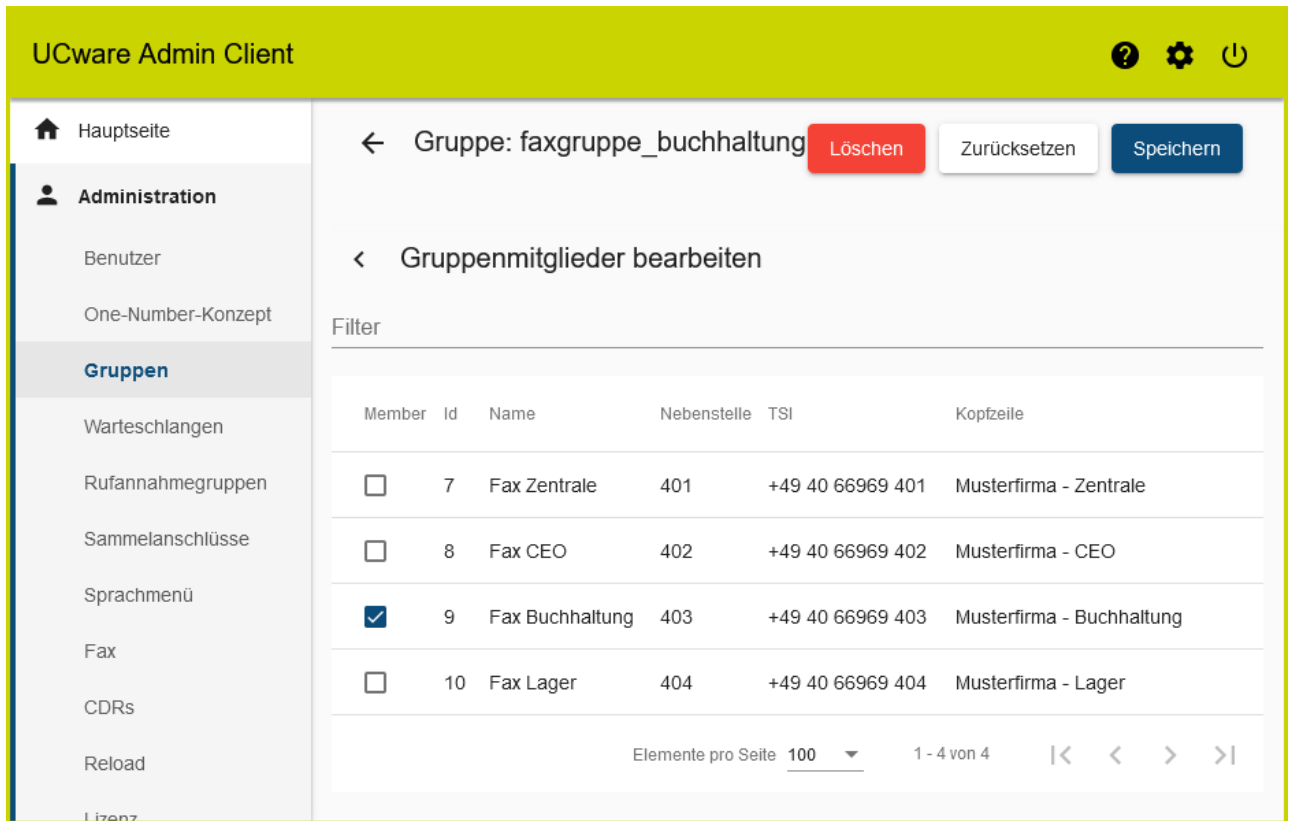 UCware Admin Client
Hauptseite
Administration
Benutzer
One-Number-Konzept
Gruppen
Warteschlangen
Rufannahmegruppen
Sammelanschlüsse
Sprachmenü
Fax
CDRs
Reload
Lizenz
Gruppe: faxgruppe_buchhaltung Löschen Zurücksetzen Speichern
Gruppenmitglieder bearbeiten
Filter
Member Id Name Nebenstelle TSI Kopfzeile
7 Fax Zentrale 401 +49 40 66969 401 Musterfirma - Zentrale
8 Fax CEO 402 +49 40 66969 402 Musterfirma - CEO
9 Fax Buchhaltung 403 +49 40 66969 403 Musterfirma - Buchhaltung
10 Fax Lager 404 +49 40 66969 404 Musterfirma - Lager
Elemente pro Seite 100 1 - 4 von 4